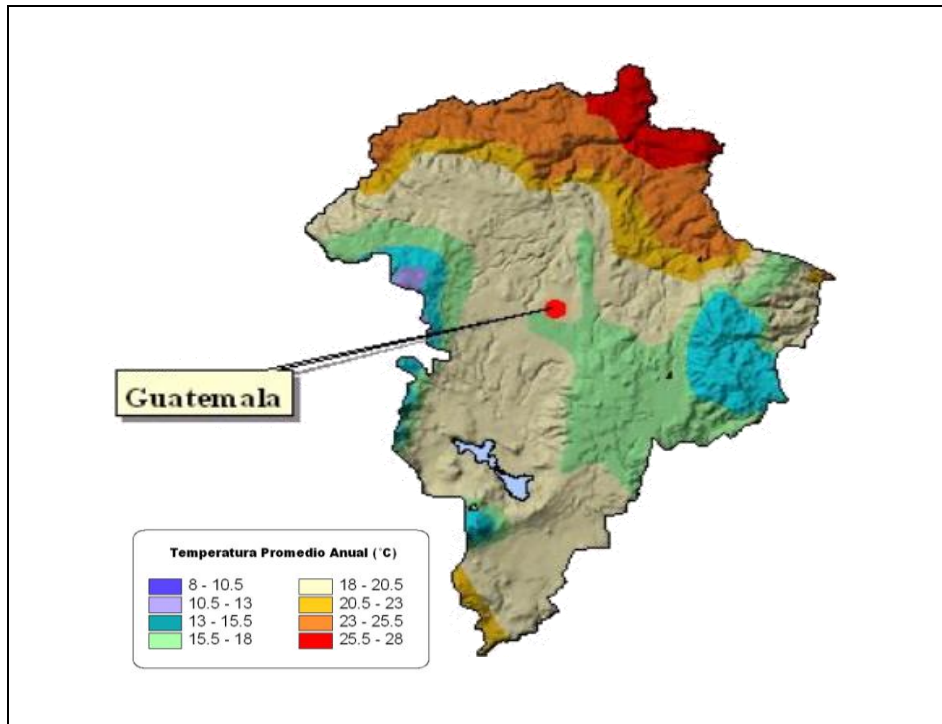 Guatemala
Temperatura Promedio Anual (°C)
8 - 10.5
10.5 - 13
13 - 15.5
15.5 - 18
18 - 20.5
20.5 - 23
23 - 25.5
25.5 - 28